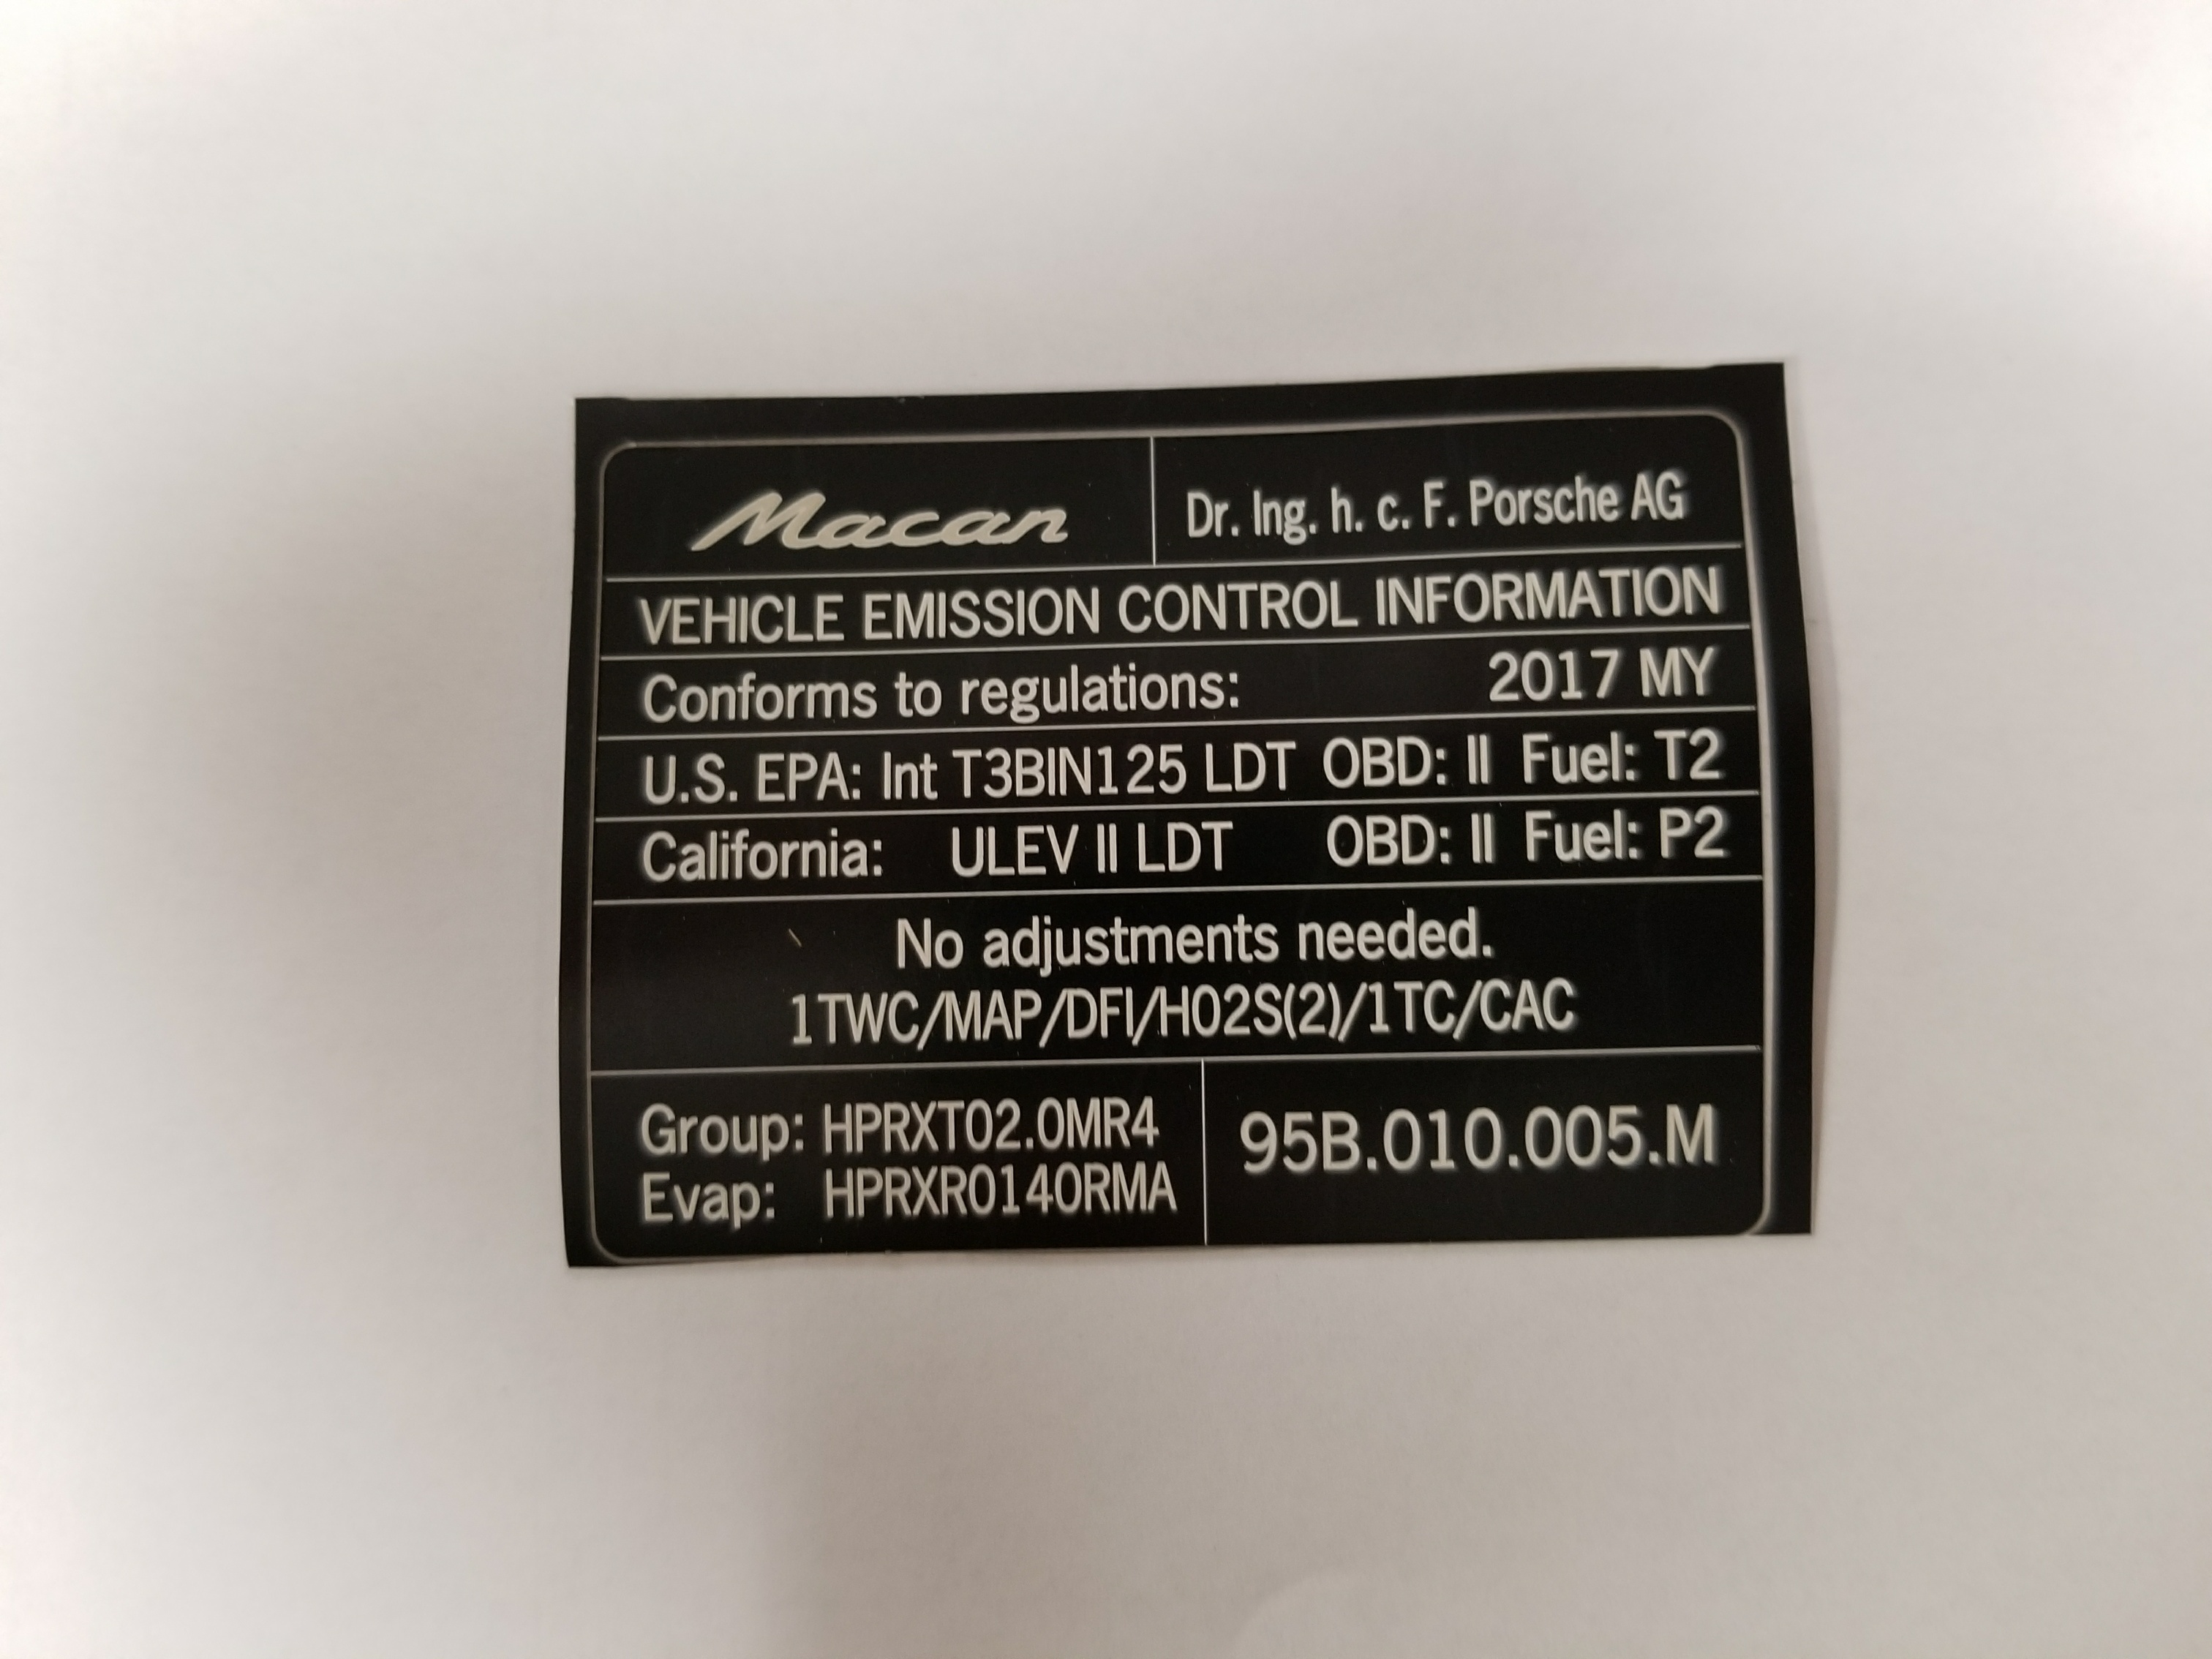 Macan
Dr. Ing. h. c. F. Porsche AG
VEHICLE EMISSION CONTROL INFORMATION
Conforms to regulations: 2017 MY
U.S. EPA: Int T3BIN125 LDT OBD: II Fuel: T2
California: ULEV II LDT OBD: II Fuel: P2
No adjustments needed.
1TWC/MAP/DFI/HO2S(2)/1TC/CAC
Group: HPRXT02.0MR4
Evap: HPRXR0140RMA
95B.010.005.M